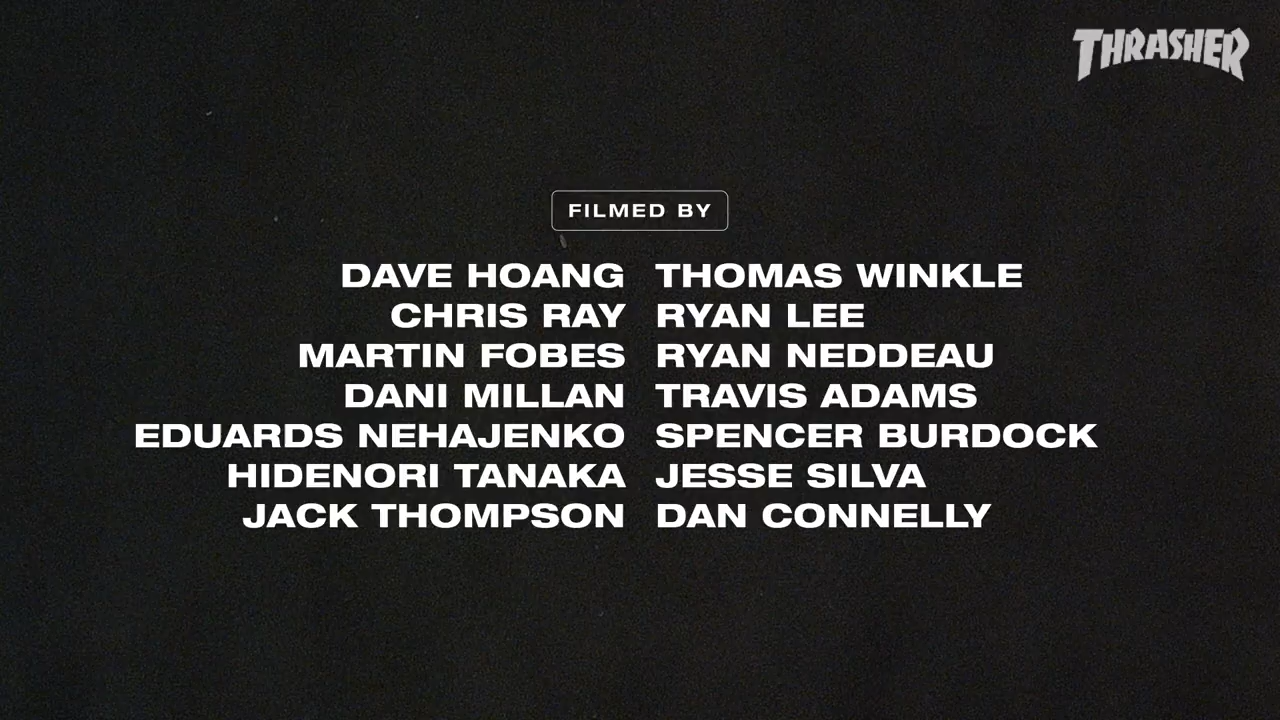 THRASHER
FILMED BY
DAVE HOANG THOMAS WINKLE
CHRIS RAY RYAN LEE
MARTIN FOBES RYAN NEDDEAU
DANI MILLAN TRAVIS ADAMS
EDUARDS NEHAJENKO SPENCER BURDOCK
HIDENORI TANAKA JESSE SILVA
JACK THOMPSON DAN CONNELLY